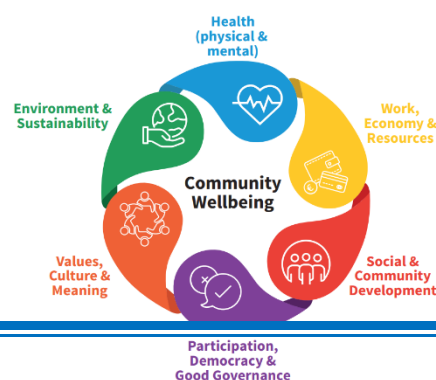 Health
(physical &
mental)
Environment &
Sustainability
Work,
Economy &
Resources
Community
Wellbeing
Values,
Culture &
Meaning
Social &
Community
Development
Participation,
Democracy &
Good Governance